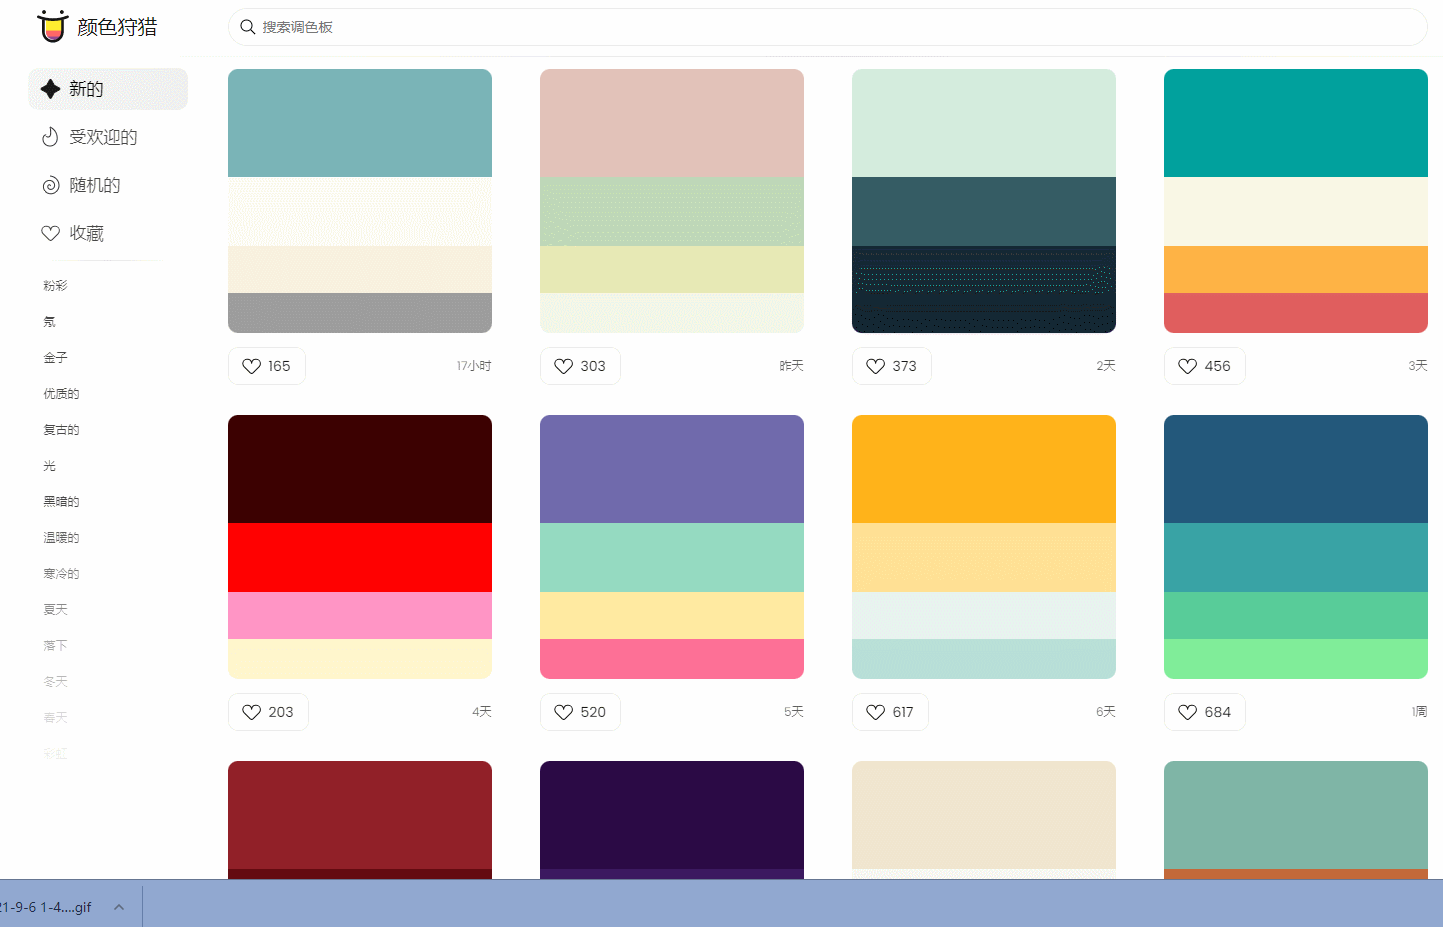 颜色狩猎
搜索调色板
新的
受欢迎的
随机的
收藏
粉彩
氖
金子
优质的
复古的
光
黑暗的
温暖的
寒冷的
夏天
落下
冬天
春天
165
17小时
303
昨天
373
2天
456
3天
203
4天
520
5天
617
6天
684
1周
21-9-6 1-4....gif